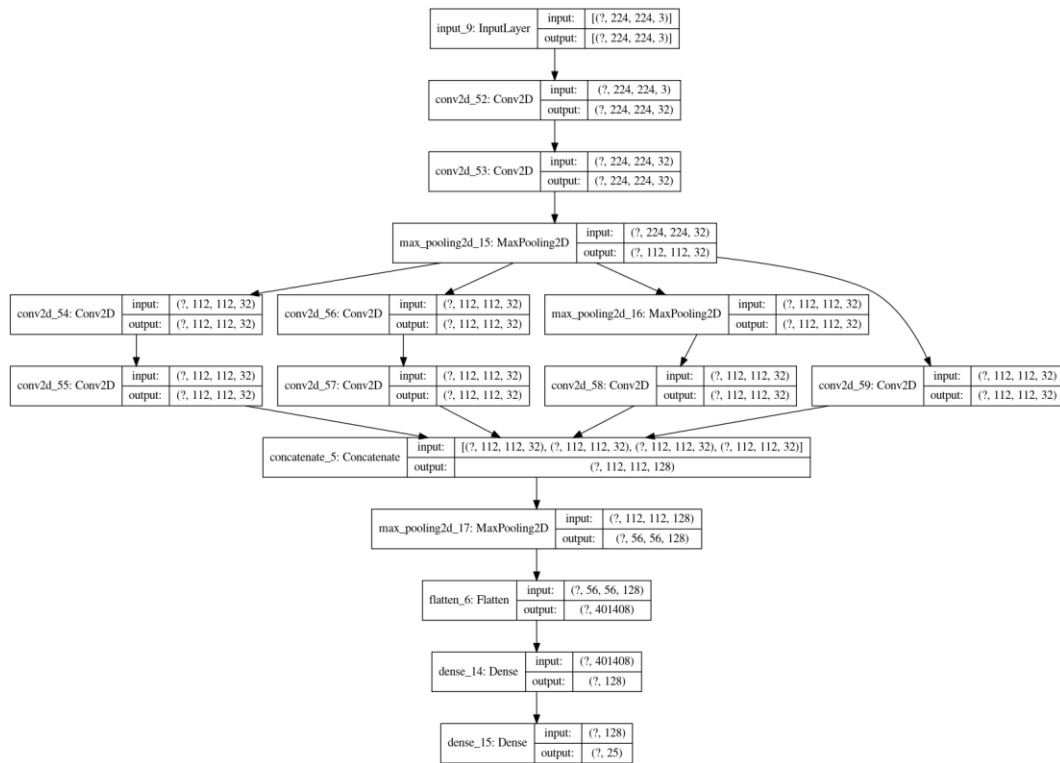 input_9: InputLayer
input: [(?, 224, 224, 3)]
output: [(?, 224, 224, 3)]
conv2d_52: Conv2D
input: (?, 224, 224, 3)
output: (?, 224, 224, 32)
conv2d_53: Conv2D
input: (?, 224, 224, 32)
output: (?, 224, 224, 32)
max_pooling2d_15: MaxPooling2D
input: (?, 224, 224, 32)
output: (?, 112, 112, 32)
conv2d_54: Conv2D
input: (?, 112, 112, 32)
output: (?, 112, 112, 32)
conv2d_56: Conv2D
input: (?, 112, 112, 32)
output: (?, 112, 112, 32)
max_pooling2d_16: MaxPooling2D
input: (?, 112, 112, 32)
output: (?, 112, 112, 32)
conv2d_55: Conv2D
input: (?, 112, 112, 32)
output: (?, 112, 112, 32)
conv2d_57: Conv2D
input: (?, 112, 112, 32)
output: (?, 112, 112, 32)
conv2d_58: Conv2D
input: (?, 112, 112, 32)
output: (?, 112, 112, 32)
conv2d_59: Conv2D
input: (?, 112, 112, 32)
output: (?, 112, 112, 32)
concatenate_5: Concatenate
input: [(?, 112, 112, 32), (?, 112, 112, 32), (?, 112, 112, 32), (?, 112, 112, 32)]
output: (?, 112, 112, 128)
max_pooling2d_17: MaxPooling2D
input: (?, 112, 112, 128)
output: (?, 56, 56, 128)
flatten_6: Flatten
input: (?, 56, 56, 128)
output: (?, 401408)
dense_14: Dense
input: (?, 401408)
output: (?, 128)
dense_15: Dense
input: (?, 128)
output: (?, 25)